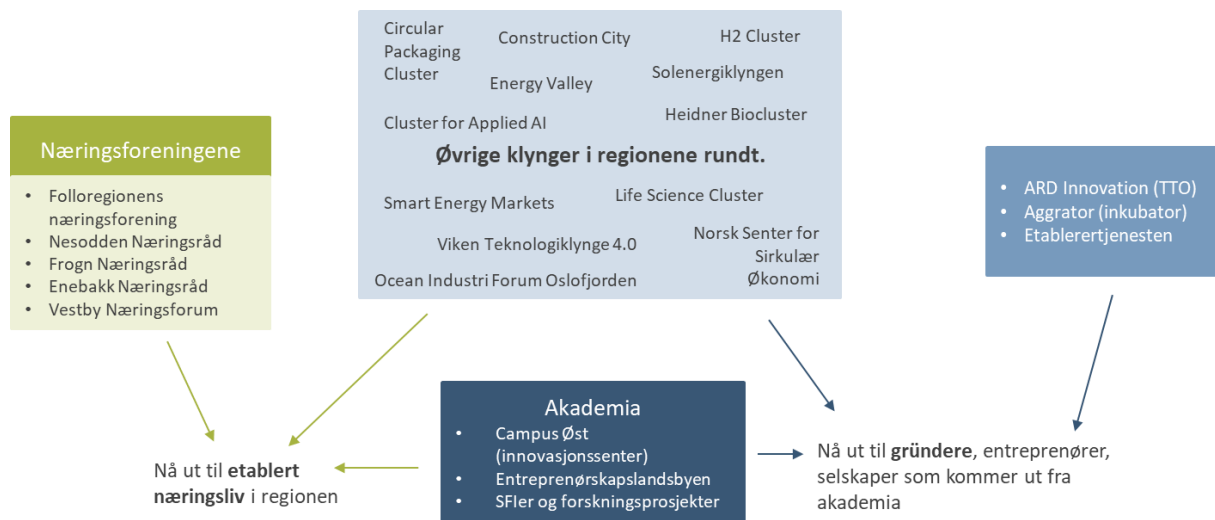 Circular
Packaging
Cluster
Construction City
H2 Cluster
Energy Valley
Solenergiklyngen
Cluster for Applied AI
Heidner Biocluster
Øvrige klynger i regionene rundt.
Smart Energy Markets
Life Science Cluster
Viken Teknologiklynge 4.0
Norsk Senter for
Sirkulær
Økonomi
Ocean Industri Forum Oslofjorden
Næringsforeningene
• Folloregionens
næringsforening
• Nesodden Næringsråd
• Frogn Næringsråd
• Enebakk Næringsråd
• Vestby Næringsforum
• ARD Innovation (TTO)
• Aggrator (inkubator)
• Etablerertjenesten
Akademia
• Campus Øst
(innovasjonssenter)
• Entreprenørskapslandsbyen
• SFIer og forskningsprosjekter
Nå ut til etablert
næringsliv i regionen
Nå ut til gründere, entreprenører,
selskaper som kommer ut fra
akademia